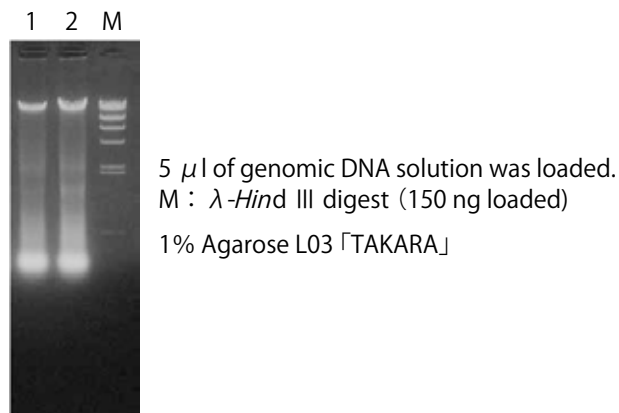 1 2 M
5 μl of genomic DNA solution was loaded.
M： λ-Hind Ⅲ digest（150 ng loaded）
1% Agarose L03「TAKARA」